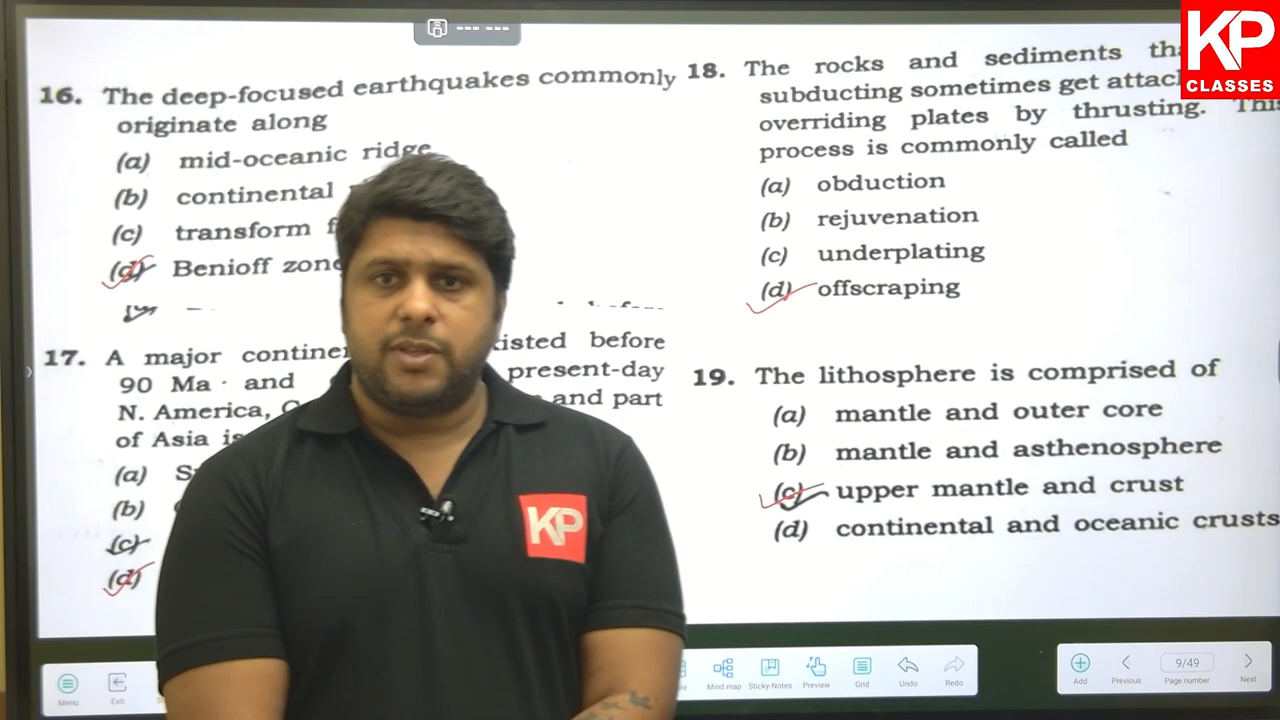 KP
CLASSES
16. The deep-focused earthquakes commonly
originate along
(a) mid-oceanic ridge
(b) continental
(c) transform
(d) Benioff zone
17. A major isted before
90 Ma and present-day
N. America, and part
of Asia is
(a)
(b)
(c)
(d)
18. The rocks and sediments
subducting sometimes get
overriding plates by thrusting. This
process is commonly called
(a) obduction
(b) rejuvenation
(c) underplating
(d) offscraping
19. The lithosphere is comprised of
(a) mantle and outer core
(b) mantle and asthenosphere
(c) upper mantle and crust
(d) continental and oceanic crusts
KP
Menu
Exit
Mind map
Sticky-Notes
Preview
Grid
Undo
Redo
Add
Previous
9/49
Page number
Next